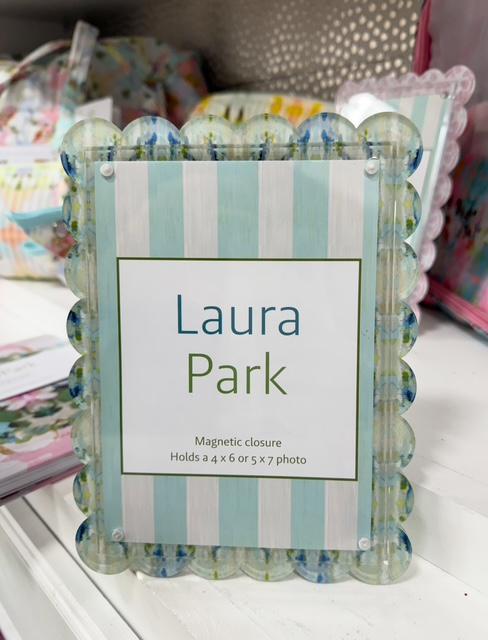 Laura
Park
Magnetic closure
Holds a 4 x 6 or 5 x 7 photo